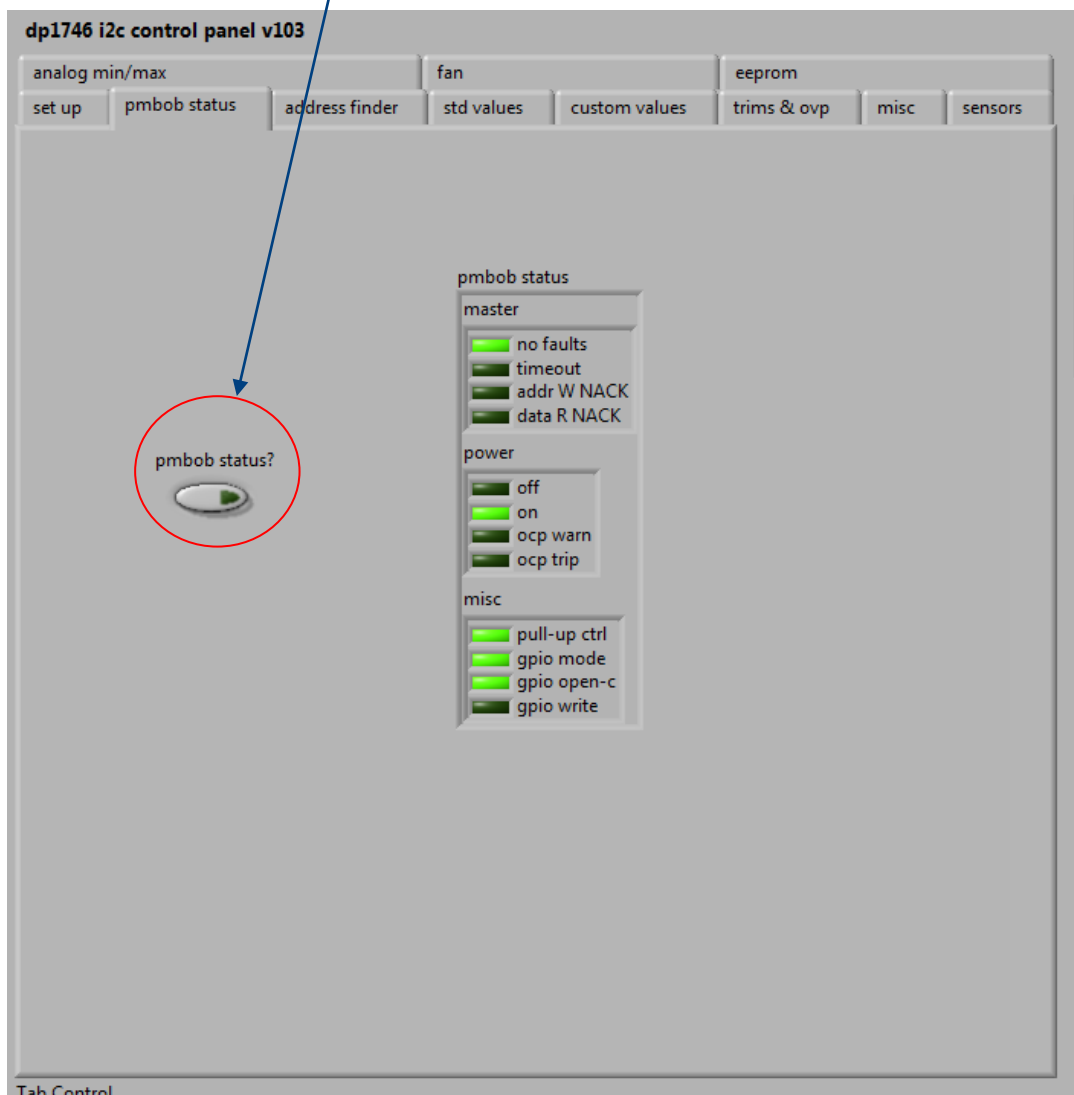 dp1746 i2c control panel v103
analog min/max fan eeprom
set up pmbob status address finder std values custom values trims & ovp misc sensors
pmbob status
master
no faults
timeout
addr W NACK
data R NACK
pmbob status?
power
off
on
ocp warn
ocp trip
misc
pull-up ctrl
gpio mode
gpio open-c
gpio write
Tab Control